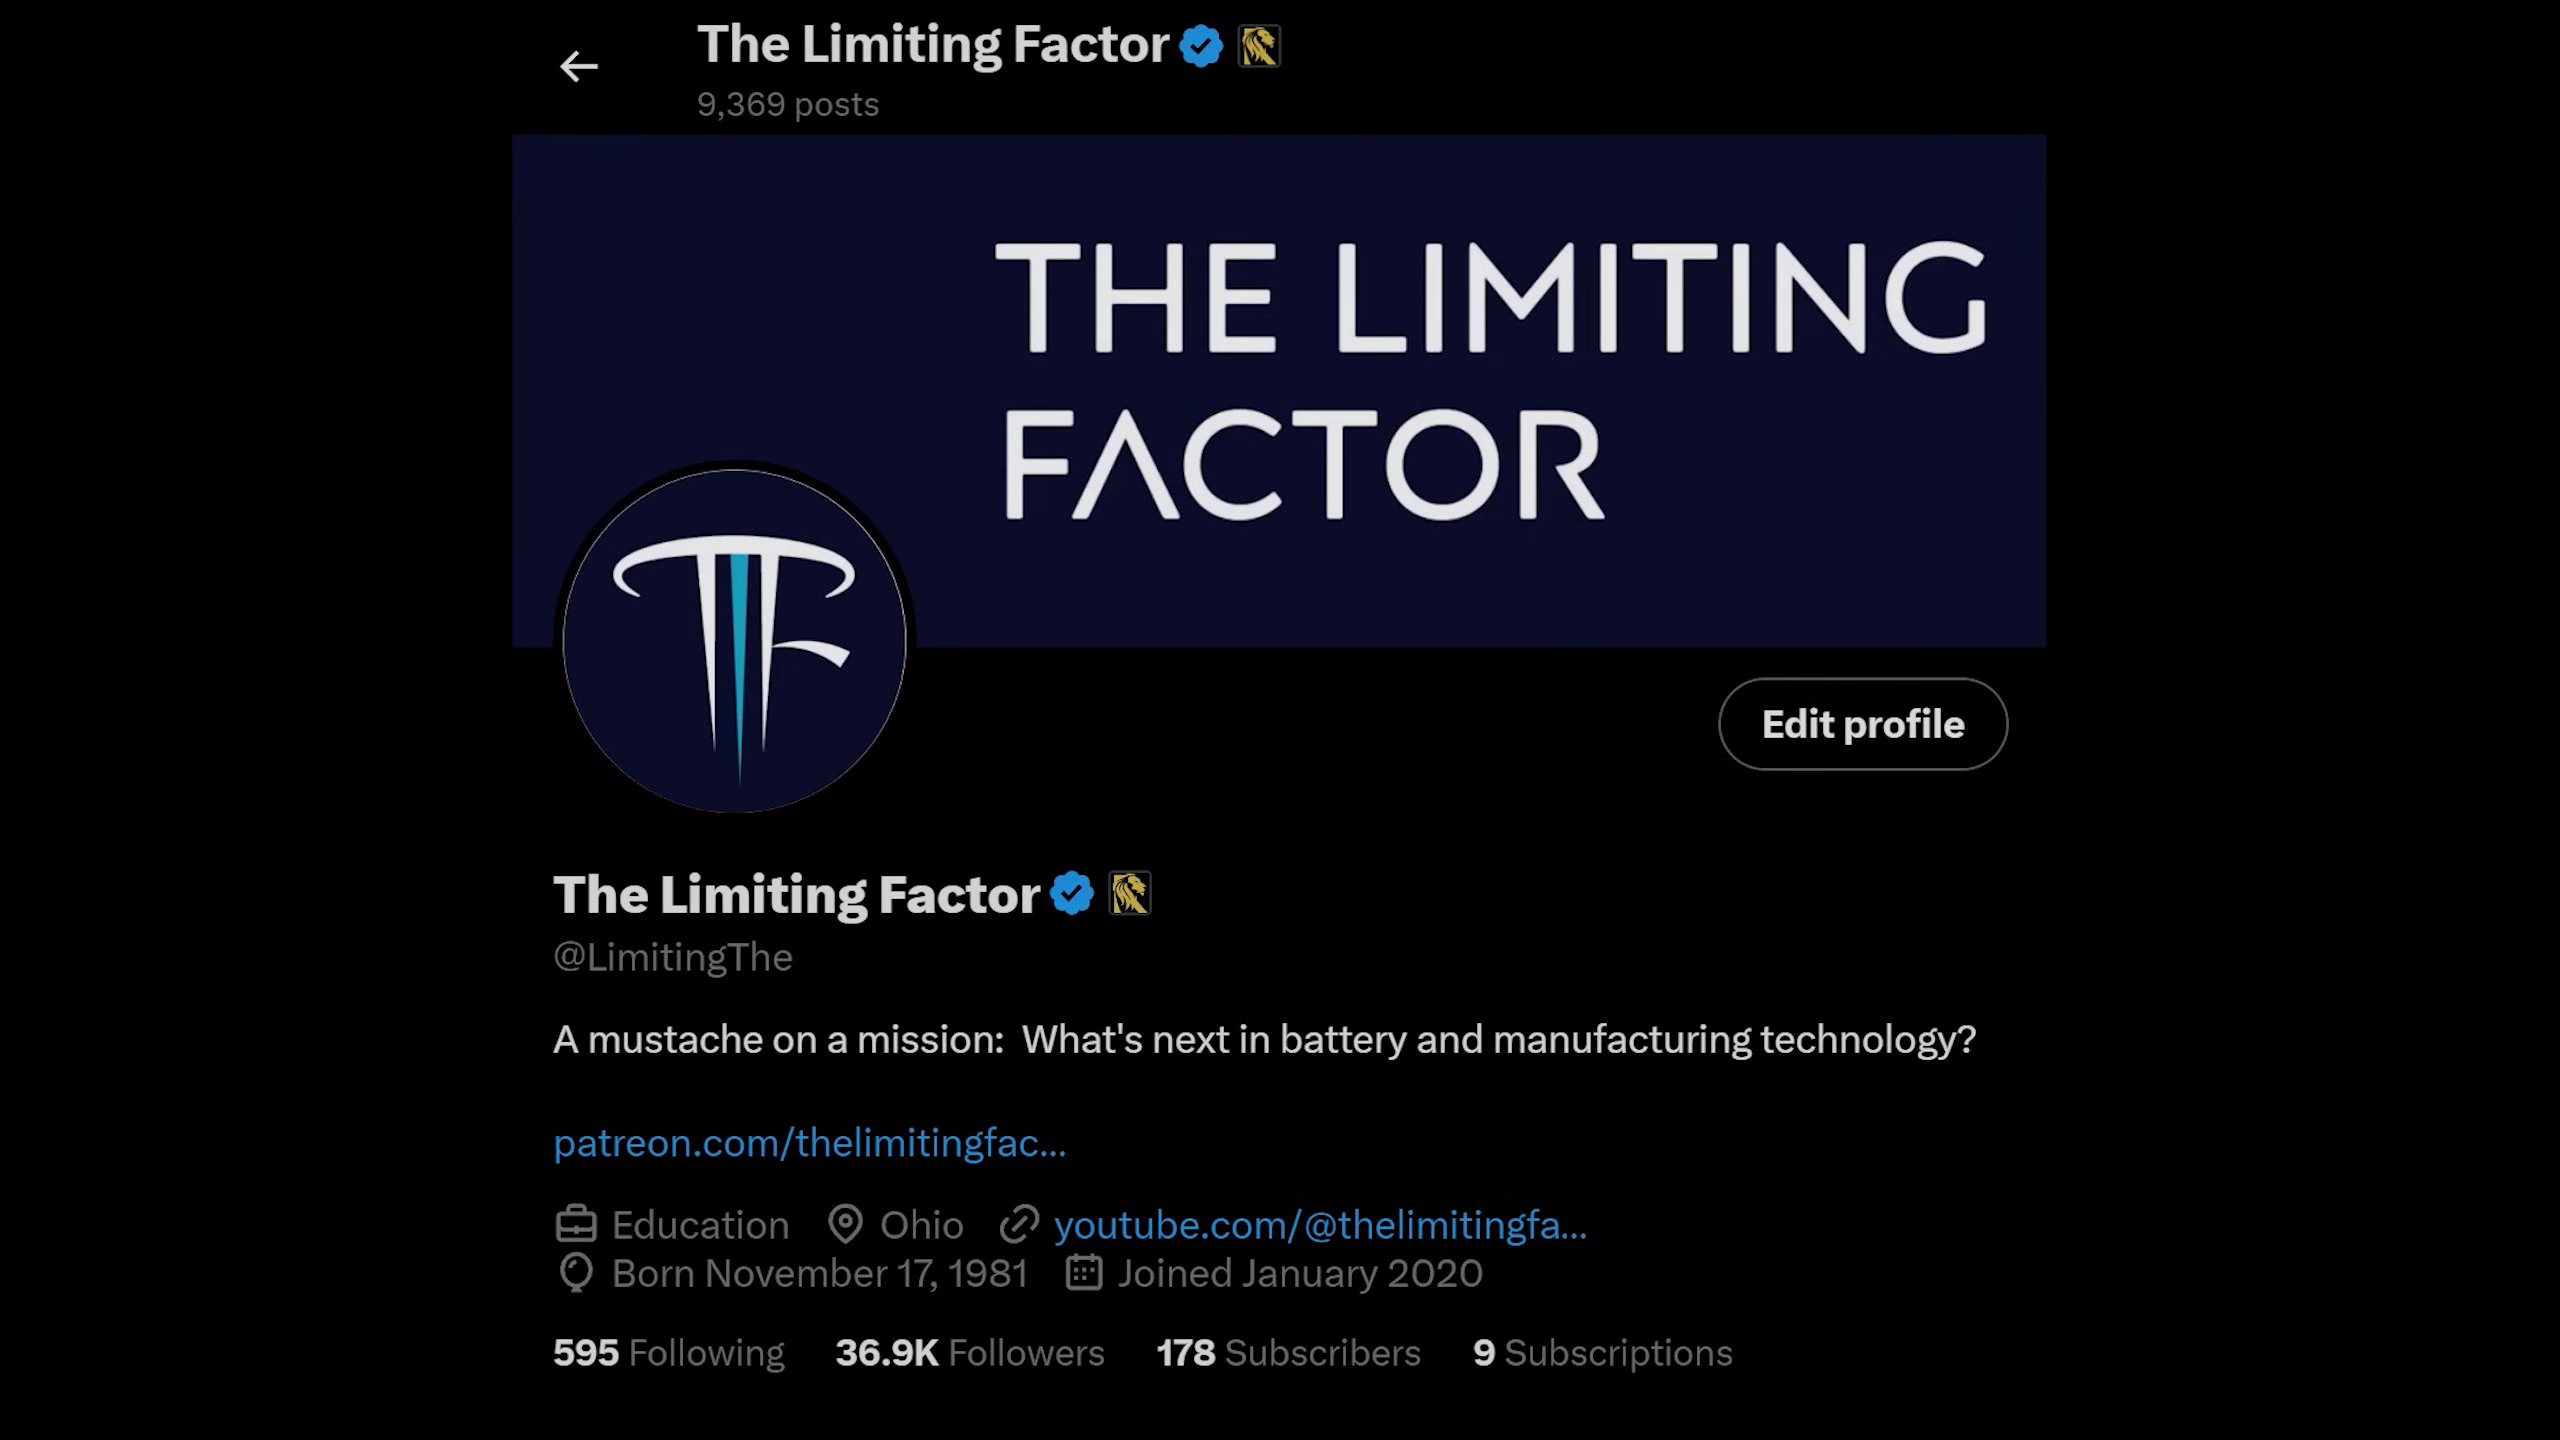 The Limiting Factor
9,369 posts
THE LIMITING
FACTOR
TF
Edit profile
The Limiting Factor
@LimitingThe
A mustache on a mission:  What's next in battery and manufacturing technology?
patreon.com/thelimitingfac...
Education Ohio youtube.com/@thelimitingfa...
Born November 17, 1981 Joined January 2020
595 Following 36.9K Followers 178 Subscribers 9 Subscriptions